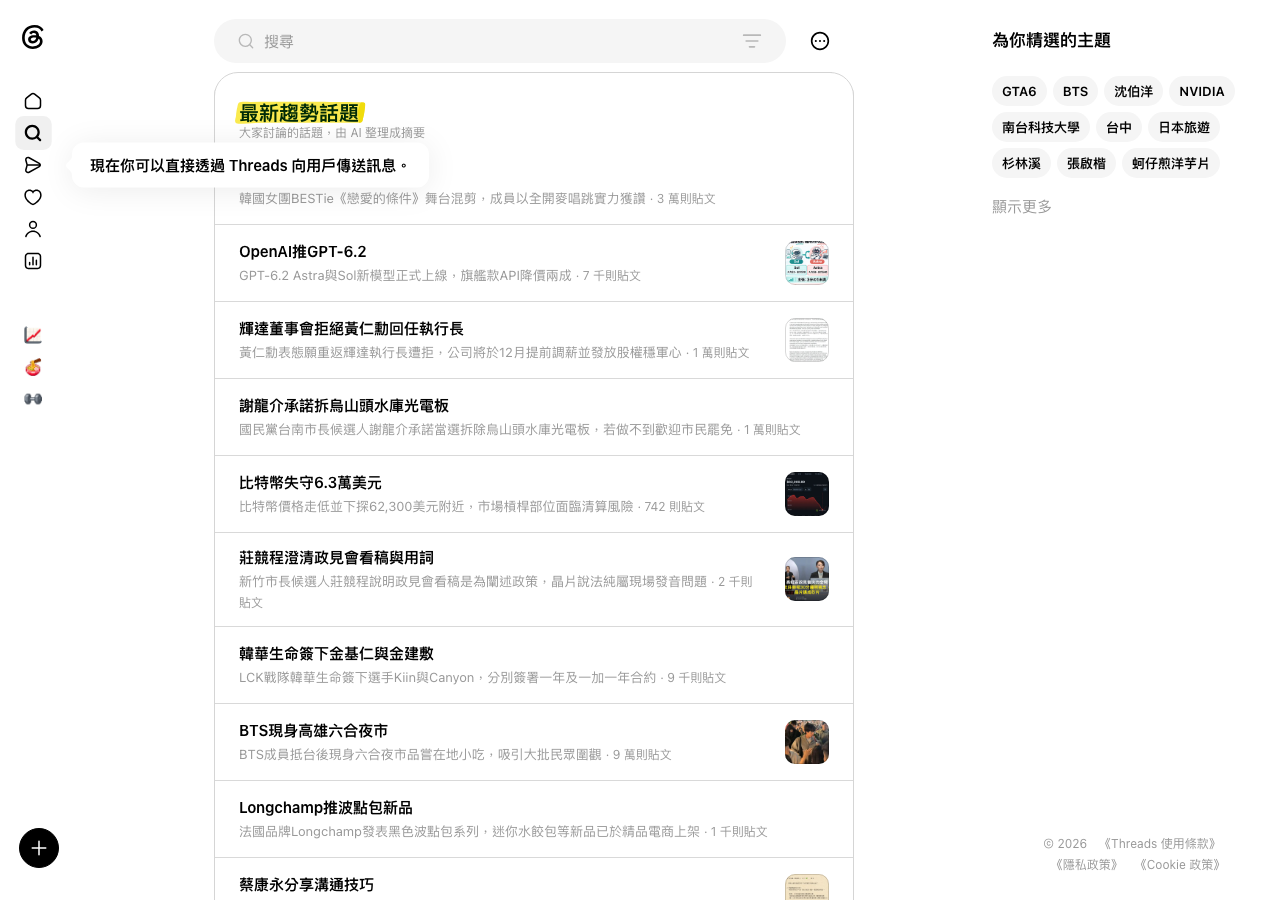 搜尋
最新趨勢話題
大家討論的話題，由 AI 整理成摘要
現在你可以直接透過 Threads 向用戶傳送訊息。
韓國女團BESTie《戀愛的條件》舞台混剪，成員以全開麥唱跳實力獲讚 · 3 萬則貼文
OpenAI推GPT-6.2
GPT-6.2 Astra與Sol新模型正式上線，旗艦款API降價兩成 · 7 千則貼文
輝達董事會拒絕黃仁勳回任執行長
黃仁勳表態願重返輝達執行長遭拒，公司將於12月提前調薪並發放股權穩軍心 · 1 萬則貼文
謝龍介承諾拆烏山頭水庫光電板
國民黨台南市長候選人謝龍介承諾當選拆除烏山頭水庫光電板，若做不到歡迎市民罷免 · 1 萬則貼文
比特幣失守6.3萬美元
比特幣價格走低並下探62,300美元附近，市場槓桿部位面臨清算風險 · 742 則貼文
莊競程澄清政見會看稿與用詞
新竹市長候選人莊競程說明政見會看稿是為闡述政策，晶片說法純屬現場發音問題 · 2 千則
貼文
韓華生命簽下金基仁與金建敷
LCK戰隊韓華生命簽下選手Kiin與Canyon，分別簽署一年及一加一年合約 · 9 千則貼文
BTS現身高雄六合夜市
BTS成員抵台後現身六合夜市品嘗在地小吃，吸引大批民眾圍觀 · 9 萬則貼文
Longchamp推波點包新品
法國品牌Longchamp發表黑色波點包系列，迷你水餃包等新品已於精品電商上架 · 1 千則貼文
蔡康永分享溝通技巧
為你精選的主題
GTA6
BTS
沈伯洋
NVIDIA
南台科技大學
台中
日本旅遊
杉林溪
張啟楷
蚵仔煎洋芋片
顯示更多
© 2026
《Threads 使用條款》
《隱私政策》
《Cookie 政策》